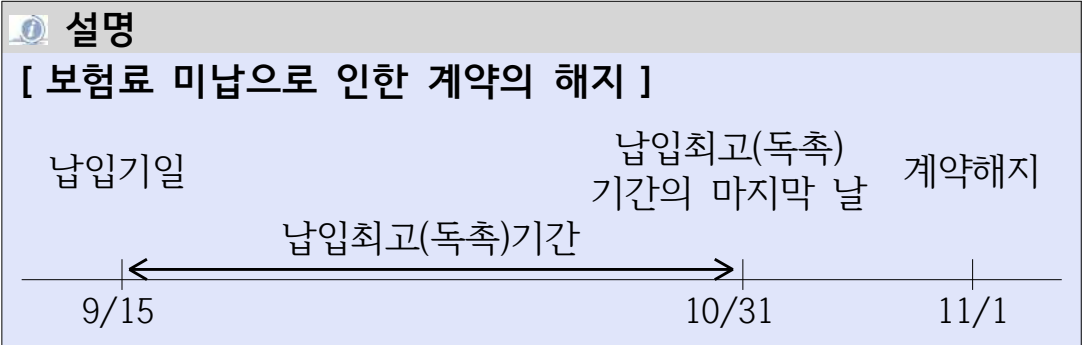 설명
[ 보험료 미납으로 인한 계약의 해지 ]
납입기일
납입최고(독촉)
기간의 마지막 날
계약해지
납입최고(독촉)기간
9/15
10/31
11/1